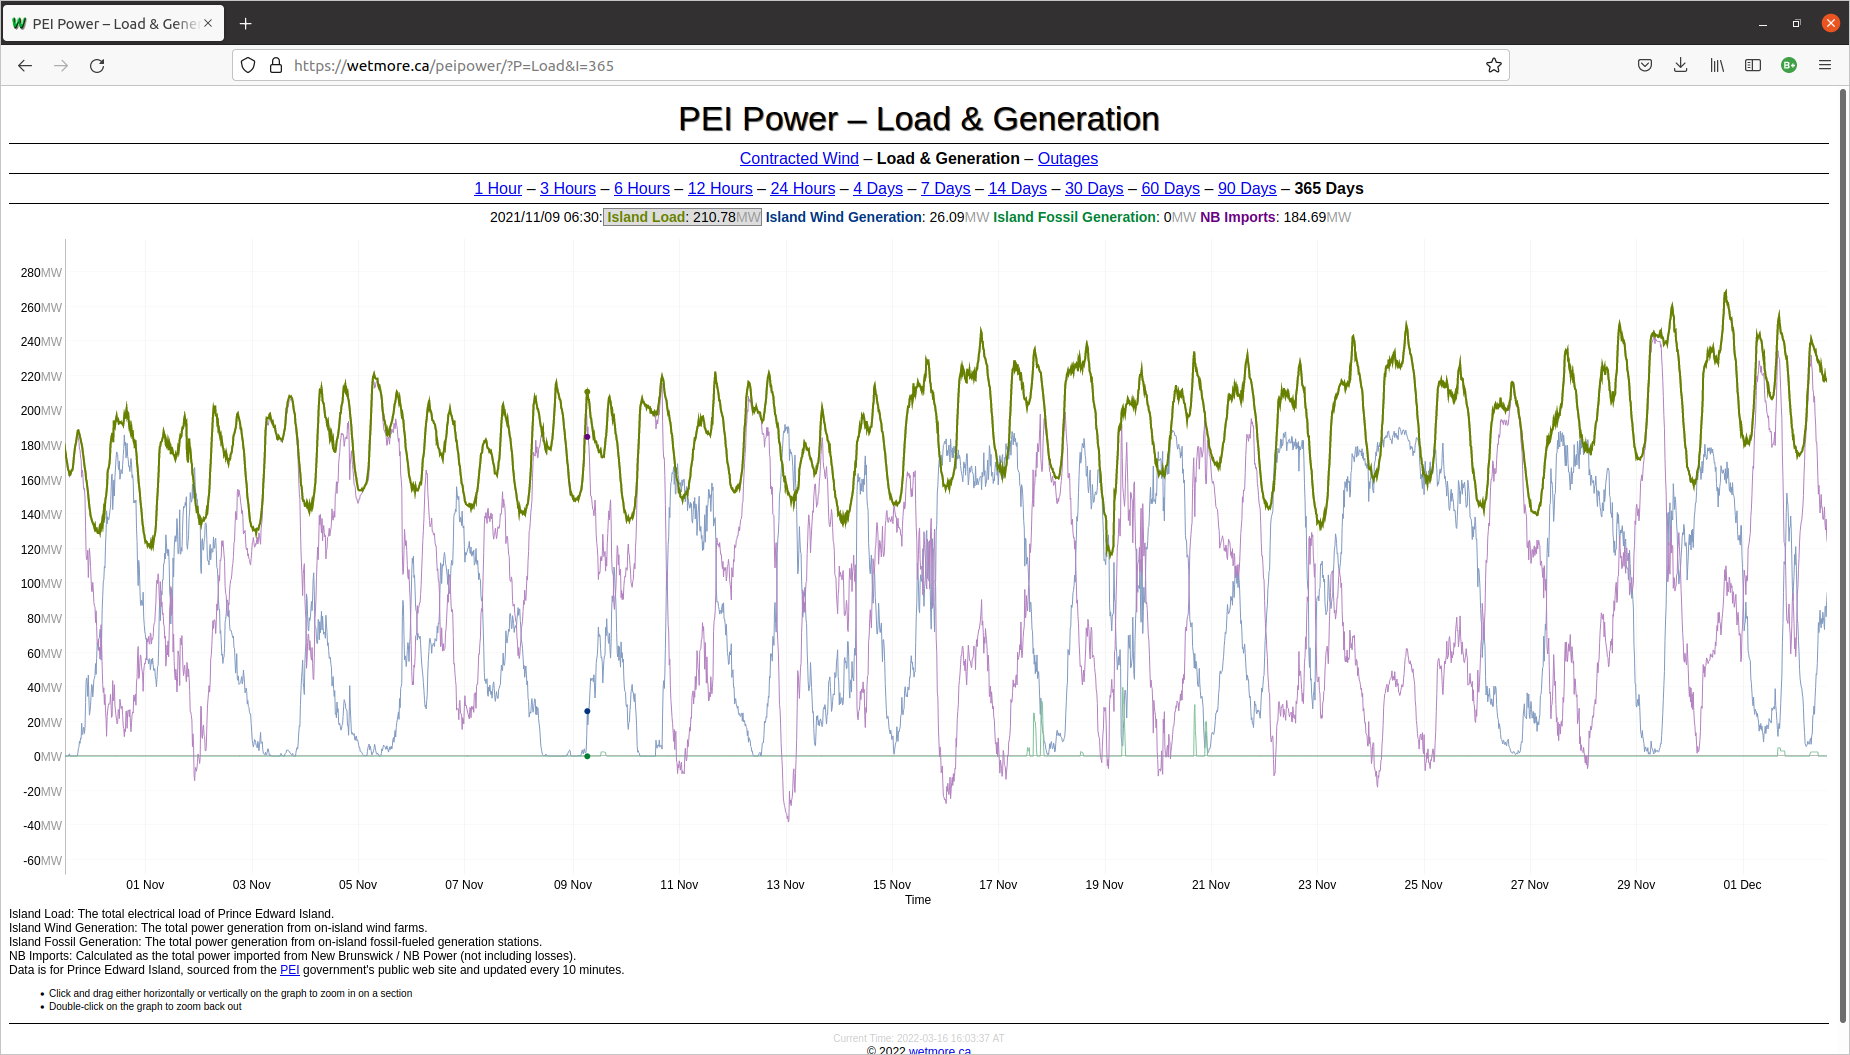 PEI Power – Load & Gene
https://wetmore.ca/peipower/?P=Load&I=365
B+
PEI Power – Load & Generation
Contracted Wind – Load & Generation – Outages
1 Hour – 3 Hours – 6 Hours – 12 Hours – 24 Hours – 4 Days – 7 Days – 14 Days – 30 Days – 60 Days – 90 Days – 365 Days
2021/11/09 06:30: Island Load: 210.78MW Island Wind Generation: 26.09MW Island Fossil Generation: 0MW NB Imports: 184.69MW
280MW
260MW
240MW
220MW
200MW
180MW
160MW
140MW
120MW
100MW
80MW
60MW
40MW
20MW
0MW
-20MW
-40MW
-60MW
01 Nov 03 Nov 05 Nov 07 Nov 09 Nov 11 Nov 13 Nov 15 Nov 17 Nov 19 Nov 21 Nov 23 Nov 25 Nov 27 Nov 29 Nov 01 Dec
Time
Island Load: The total electrical load of Prince Edward Island.
Island Wind Generation: The total power generation from on-island wind farms.
Island Fossil Generation: The total power generation from on-island fossil-fueled generation stations.
NB Imports: Calculated as the total power imported from New Brunswick / NB Power (not including losses).
Data is for Prince Edward Island, sourced from the PEI government's public web site and updated every 10 minutes.
• Click and drag either horizontally or vertically on the graph to zoom in on a section
• Double-click on the graph to zoom back out
Current Time: 2022-03-16 16:03:37 AT
© 2022 wetmore.ca